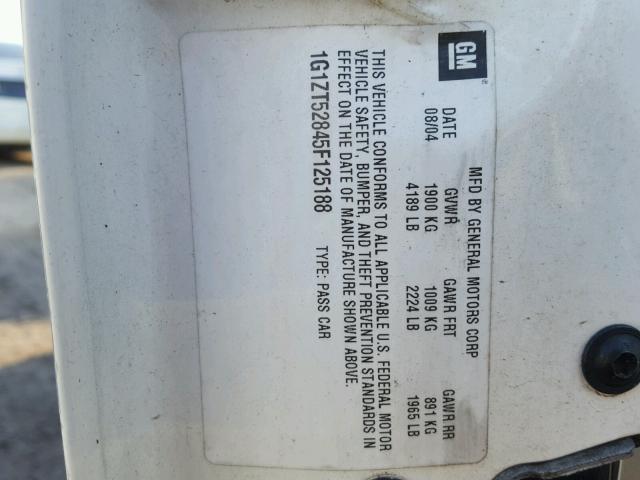 GM
MFD BY GENERAL MOTORS CORP
DATE GVWR GAWR FRT GAWR RR
08/04 1900 KG 1009 KG 891 KG
4189 LB 2224 LB 1965 LB
THIS VEHICLE CONFORMS TO ALL APPLICABLE U.S. FEDERAL MOTOR
VEHICLE SAFETY, BUMPER, AND THEFT PREVENTION STANDARDS IN
EFFECT ON THE DATE OF MANUFACTURE SHOWN ABOVE.
1G1ZT52845F125188 TYPE: PASS CAR